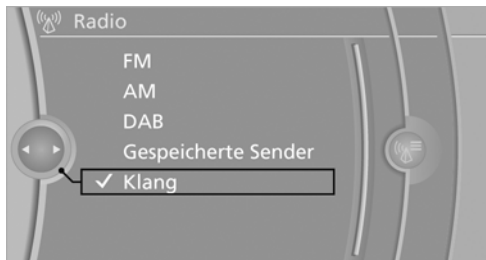 Radio
FM
AM
DAB
Gespeicherte Sender
✓ Klang